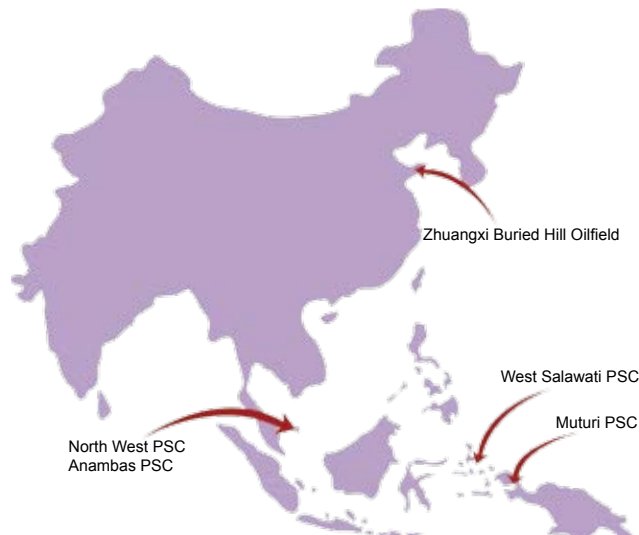 Zhuangxi Buried Hill Oilfield
West Salawati PSC
Muturi PSC
North West PSC
Anambas PSC